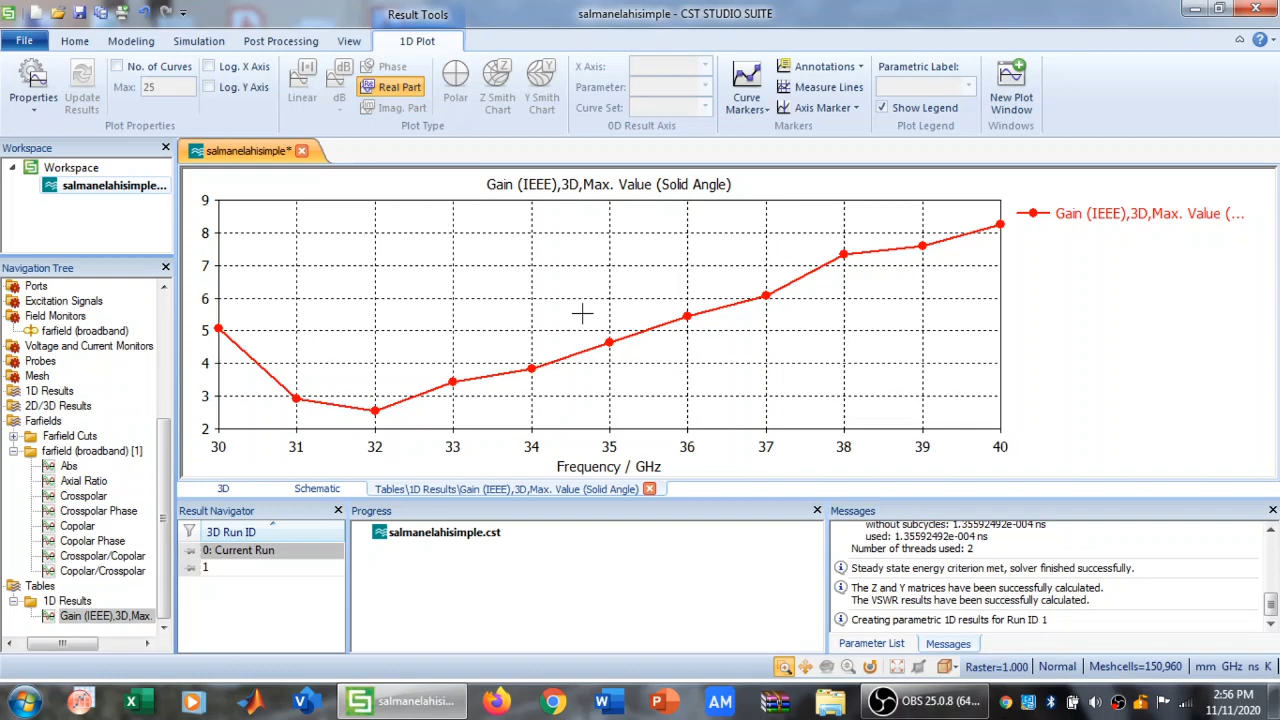 salmanelahisimple - CST STUDIO SUITE
Result Tools
File Home Modeling Simulation Post Processing View 1D Plot
Properties
Update Results
No. of Curves
Max: 25
Log. X Axis
Log. Y Axis
Plot Properties
Linear
dB
Phase
Real Part
Imag. Part
Polar
Z Smith Chart
Y Smith Chart
Plot Type
X Axis:
Parameter:
Curve Set:
0D Result Axis
Curve Markers
Annotations
Measure Lines
Axis Marker
Markers
Parametric Label:
Show Legend
Plot Legend
New Plot Window
Windows
Workspace
Workspace
salmanelahisimple...
Navigation Tree
Ports
Excitation Signals
Field Monitors
farfield (broadband)
Voltage and Current Monitors
Probes
Mesh
1D Results
2D/3D Results
Farfields
Farfield Cuts
farfield (broadband) [1]
Abs
Axial Ratio
Crosspolar
Crosspolar Phase
Copolar
Copolar Phase
Crosspolar/Copolar
Copolar/Crosspolar
Tables
1D Results
Gain (IEEE),3D,Max.
salmanelahisimple*
Gain (IEEE),3D,Max. Value (Solid Angle)
9
8
7
6
5
4
3
2
30 31 32 33 34 35 36 37 38 39 40
Frequency / GHz
Gain (IEEE),3D,Max. Value (...
3D Schematic Tables\1D Results\Gain (IEEE),3D,Max. Value (Solid Angle)
Result Navigator
3D Run ID
0: Current Run
1
Progress
salmanelahisimple.cst
Messages
without subcycles: 1.35592492e-004 ns
used: 1.35592492e-004 ns
Number of threads used: 2
Steady state energy criterion met, solver finished successfully.
The Z and Y matrices have been successfully calculated.
The VSWR results have been successfully calculated.
Creating parametric 1D results for Run ID 1
Parameter List Messages
Raster=1.000 Normal Meshcells=150,960 mm GHz ns K
salmanelahisi...
AM
OBS 25.0.8 (64...
2:56 PM
11/11/2020